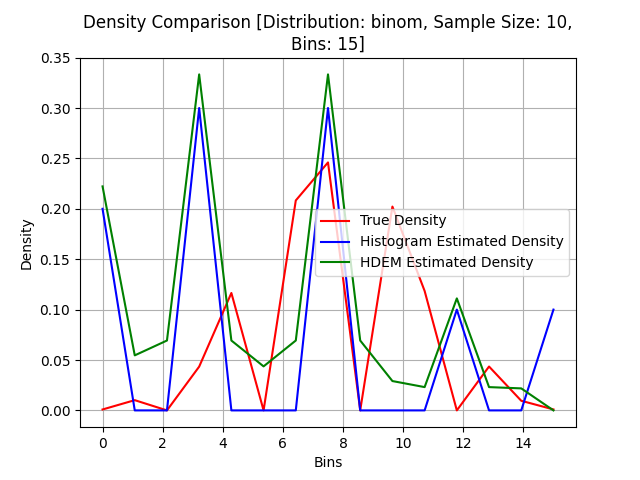 Density Comparison [Distribution: binom, Sample Size: 10,
Bins: 15]
0.35
0.30
0.25
0.20
0.15
0.10
0.05
0.00
Density
True Density
Histogram Estimated Density
HDEM Estimated Density
0 2 4 6 8 10 12 14
Bins